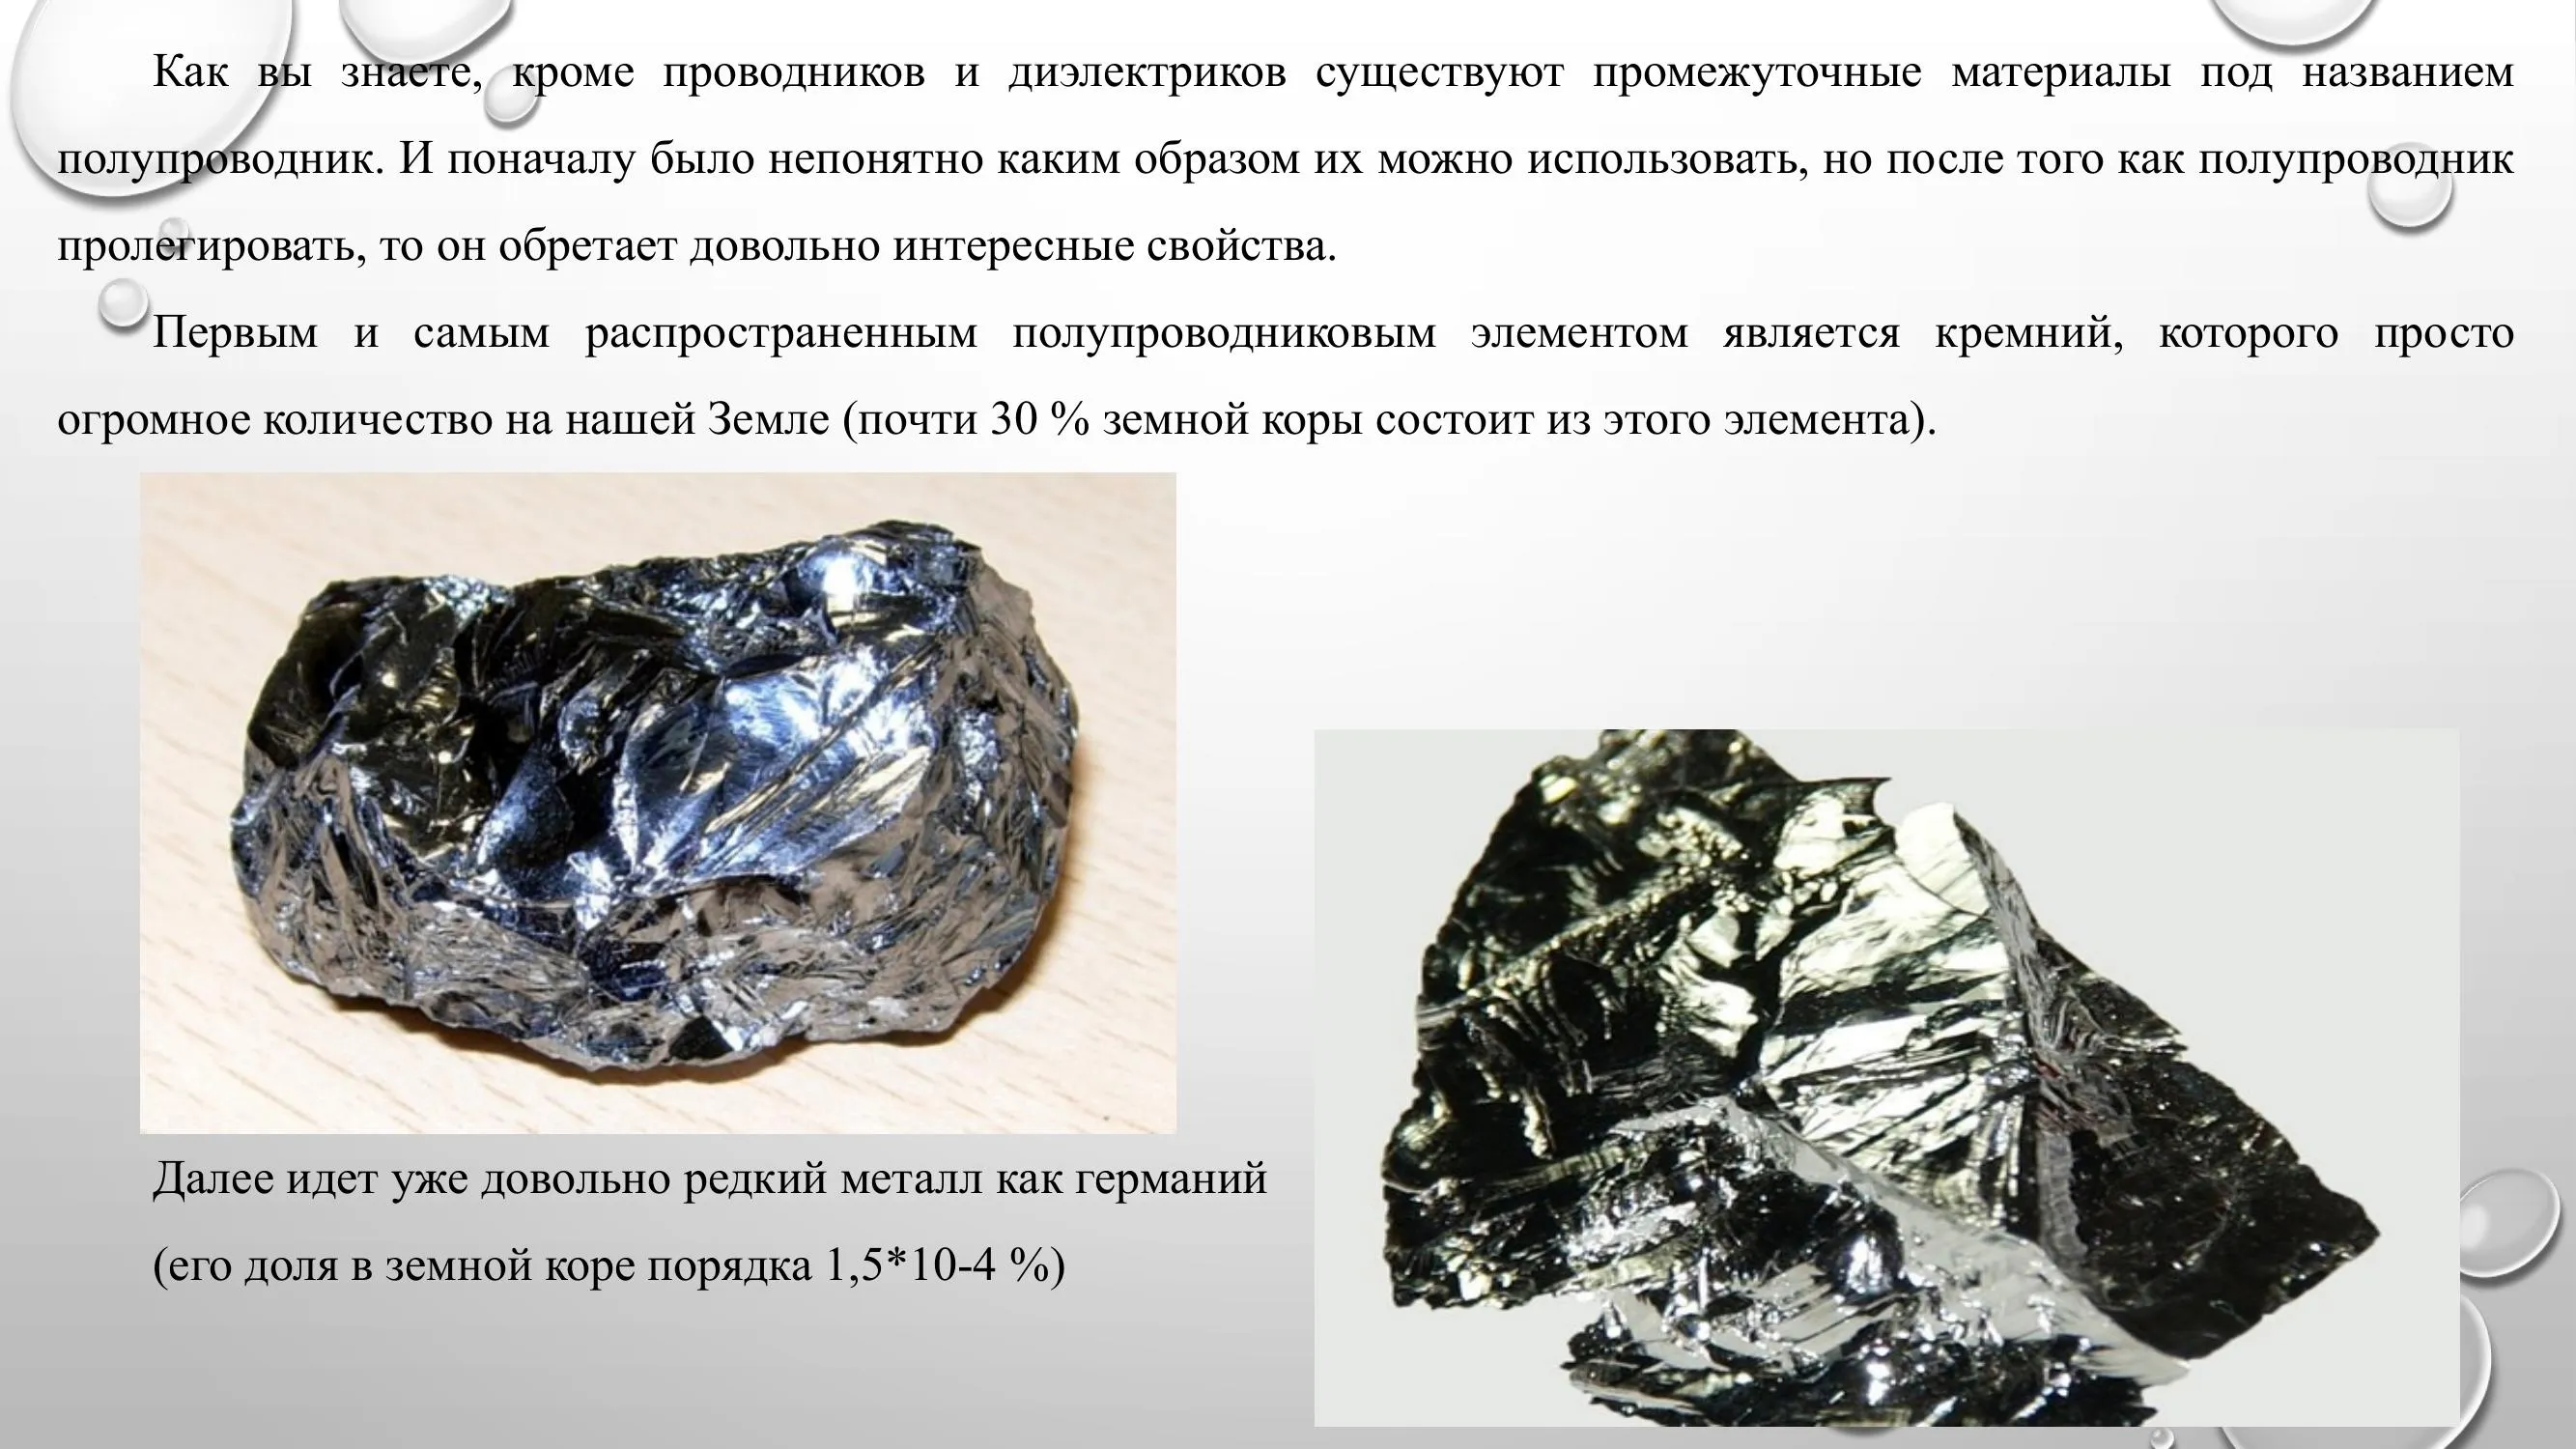 Как вы знаете, кроме проводников и диэлектриков существуют промежуточные материалы под названием
полупроводник. И поначалу было непонятно каким образом их можно использовать, но после того как полупроводник
пролегировать, то он обретает довольно интересные свойства.
Первым и самым распространенным полупроводниковым элементом является кремний, которого просто
огромное количество на нашей Земле (почти 30 % земной коры состоит из этого элемента).
Далее идет уже довольно редкий металл как германий
(его доля в земной коре порядка 1,5*10-4 %)